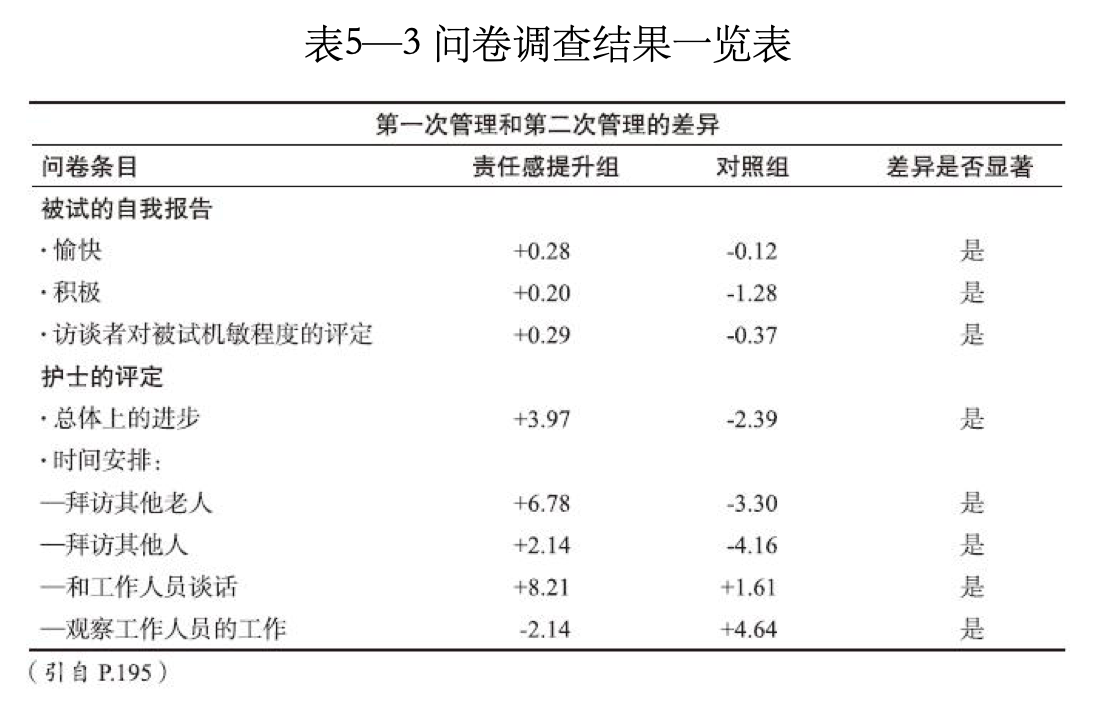 表5—3 问卷调查结果一览表
第一次管理和第二次管理的差异
问卷条目 责任感提升组 对照组 差异是否显著
被试的自我报告
·愉快 +0.28 -0.12 是
·积极 +0.20 -1.28 是
·访谈者对被试机敏程度的评定 +0.29 -0.37 是
护士的评定
·总体上的进步 +3.97 -2.39 是
·时间安排：
—拜访其他老人 +6.78 -3.30 是
—拜访其他人 +2.14 -4.16 是
—和工作人员谈话 +8.21 +1.61 是
—观察工作人员的工作 -2.14 +4.64 是
（引自 P.195）